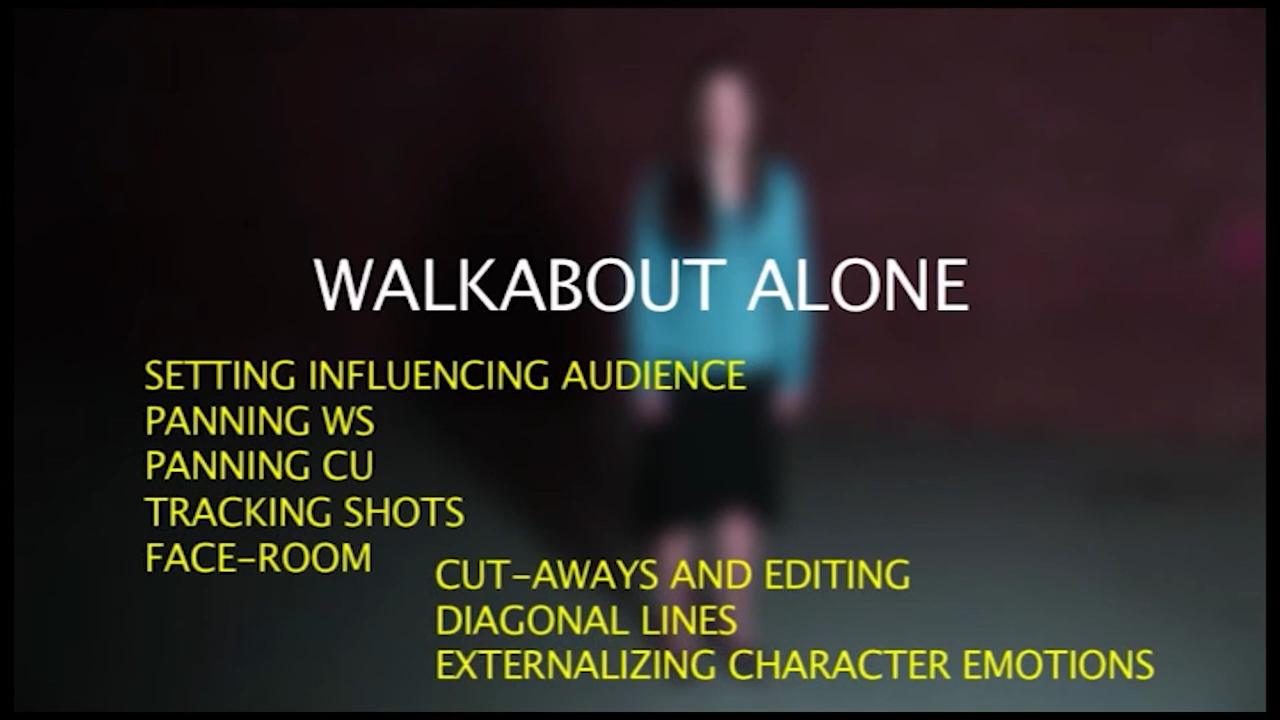 WALKABOUT ALONE
SETTING INFLUENCING AUDIENCE
PANNING WS
PANNING CU
TRACKING SHOTS
FACE-ROOM
CUT-AWAYS AND EDITING
DIAGONAL LINES
EXTERNALIZING CHARACTER EMOTIONS